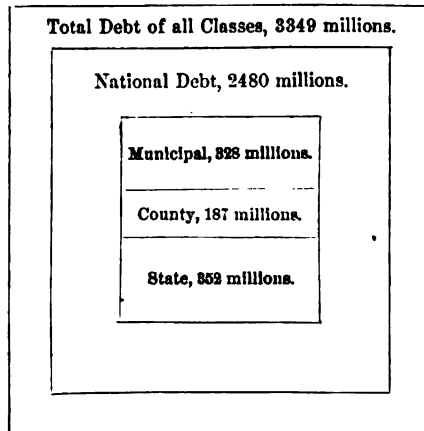 Total Debt of all Classes, 3349 millions.
National Debt, 2480 millions.
Municipal, 328 millions.
County, 187 millions.
State, 352 millions.